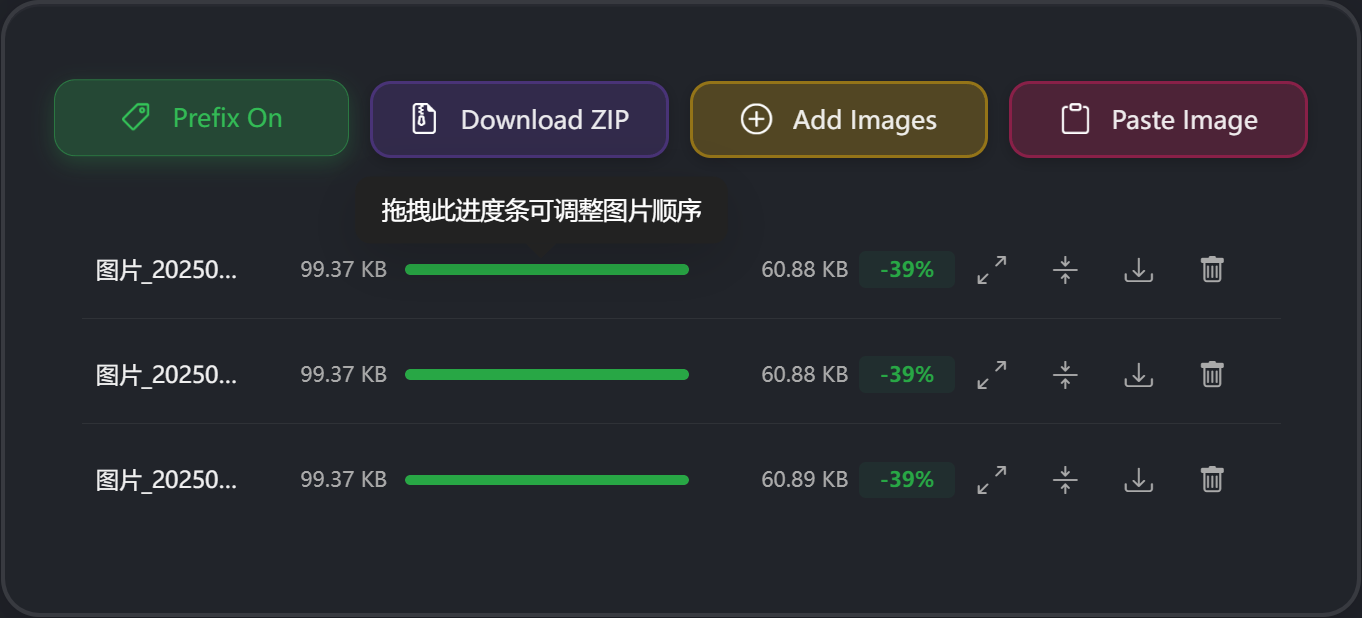 Prefix On Download ZIP Add Images Paste Image
拖拽此进度条可调整图片顺序
图片_20250... 99.37 KB 60.88 KB -39%
图片_20250... 99.37 KB 60.88 KB -39%
图片_20250... 99.37 KB 60.89 KB -39%